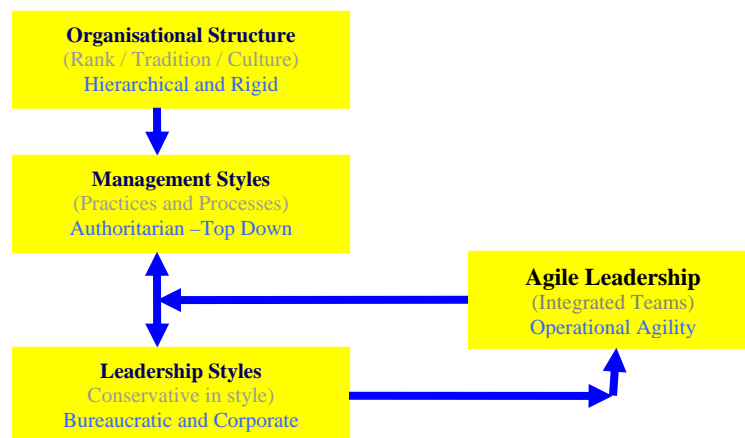 Organisational Structure
(Rank / Tradition / Culture)
Hierarchical and Rigid
Management Styles
(Practices and Processes)
Authoritarian –Top Down
Agile Leadership
(Integrated Teams)
Operational Agility
Leadership Styles
Conservative in style)
Bureaucratic and Corporate